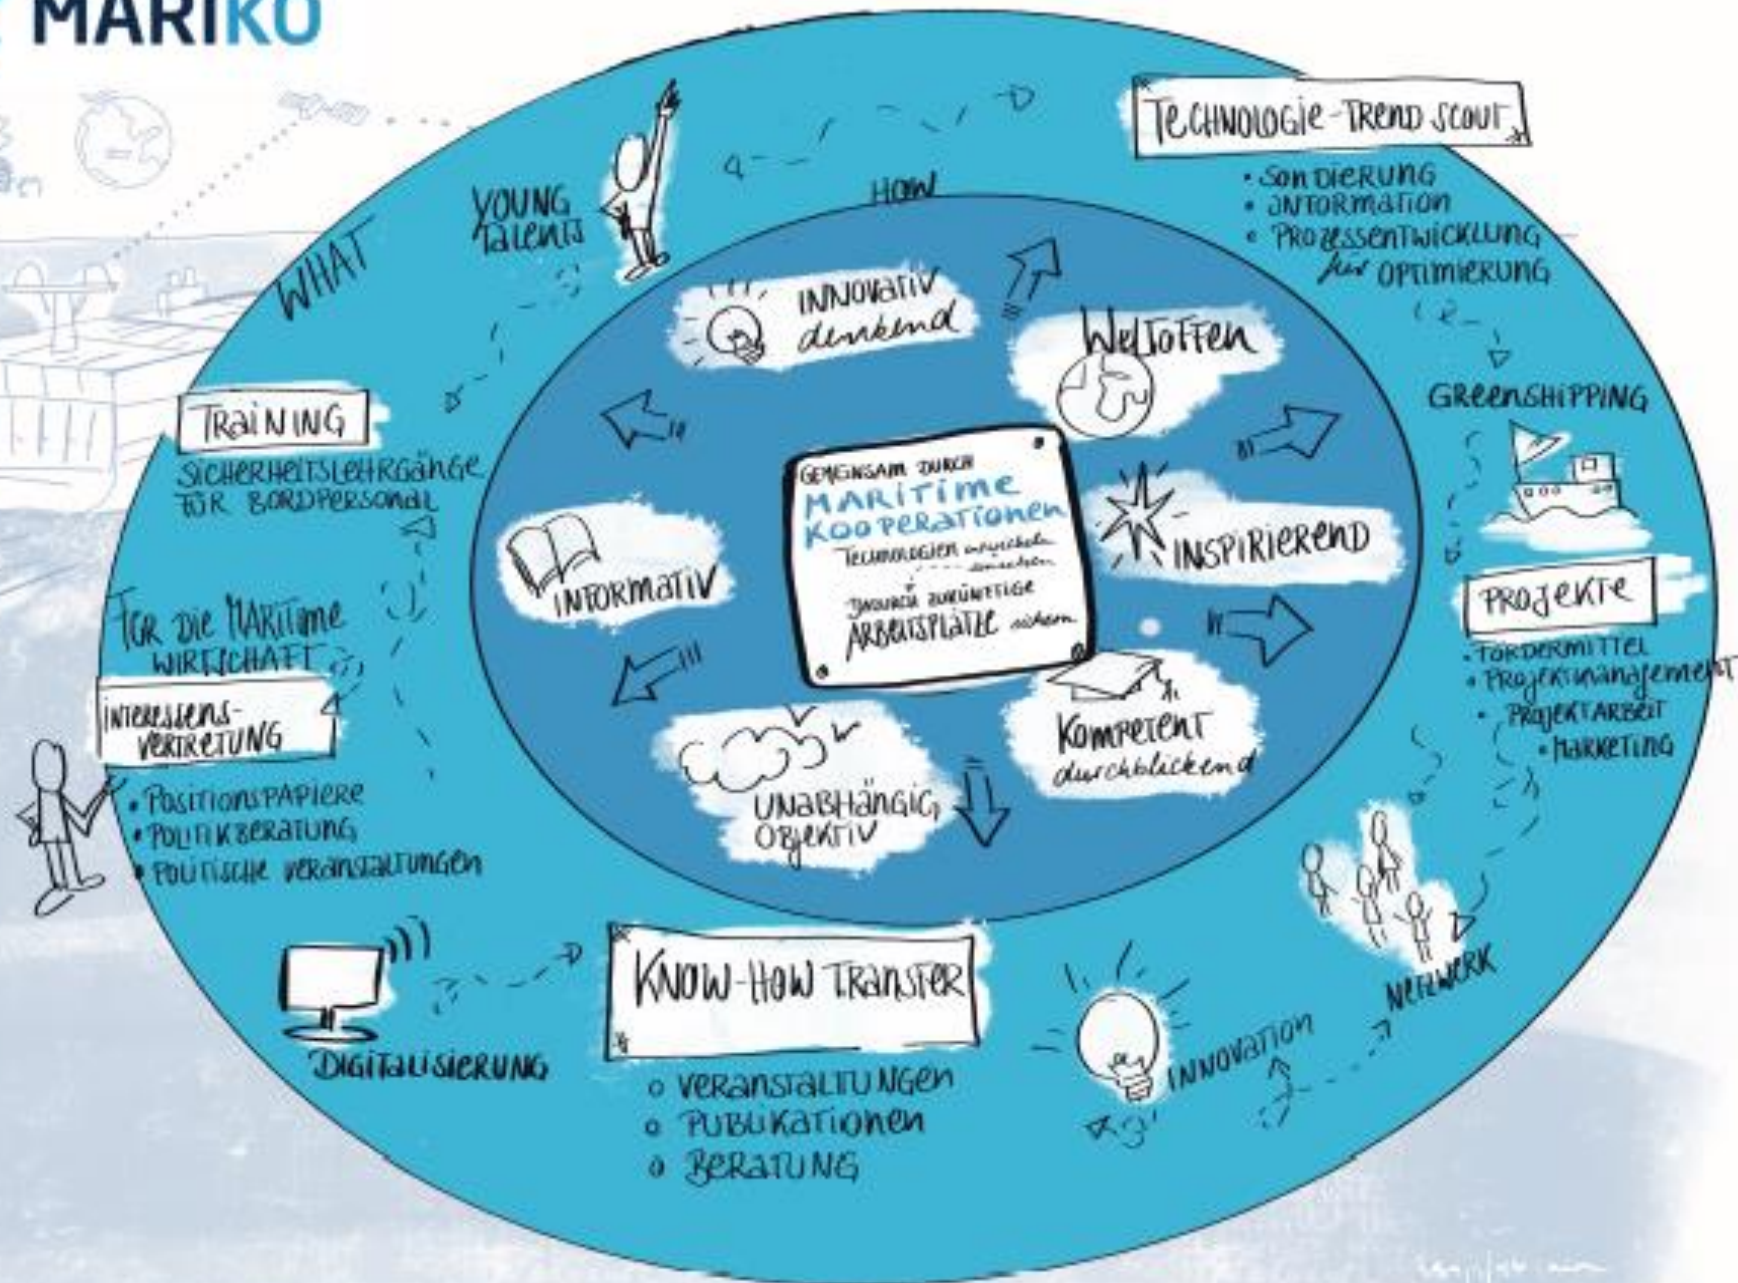 MARIKO
WHAT
YOUNG
TALENTS
HOW
TECHNOLOGIE-TREND SCOUT
• SONDIERUNG
• INFORMATION
• PROZESSENTWICKLUNG
für OPTIMIERUNG
INNOVATIV
denkend
WELTOFFEN
GREENSHIPPING
TRAINING
SICHERHEITSLEHRGÄNGE
FÜR BORDPERSONAL
GEMEINSAM DURCH
MARITIME
KOOPERATIONEN
TECHNOLOGIEN entwickeln
DADURCH ZUKÜNFTIGE
ARBEITSPLÄTZE sichern
INSPIRIEREND
INFORMATIV
PROJEKTE
• FÖRDERMITTEL
• PROJEKTMANAGEMENT
• PROJEKTARBEIT
• MARKETING
FÜR DIE MARITIME
WIRTSCHAFT
INTERESSENS-
VERTRETUNG
• POSITIONSPAPIERE
• POLITIKBERATUNG
• POLITISCHE VERANSTALTUNGEN
UNABHÄNGIG,
OBJEKTIV
KOMPETENT
durchblickend
DIGITALISIERUNG
KNOW-HOW TRANSFER
o VERANSTALTUNGEN
o PUBLIKATIONEN
o BERATUNG
INNOVATION
NETZWERK